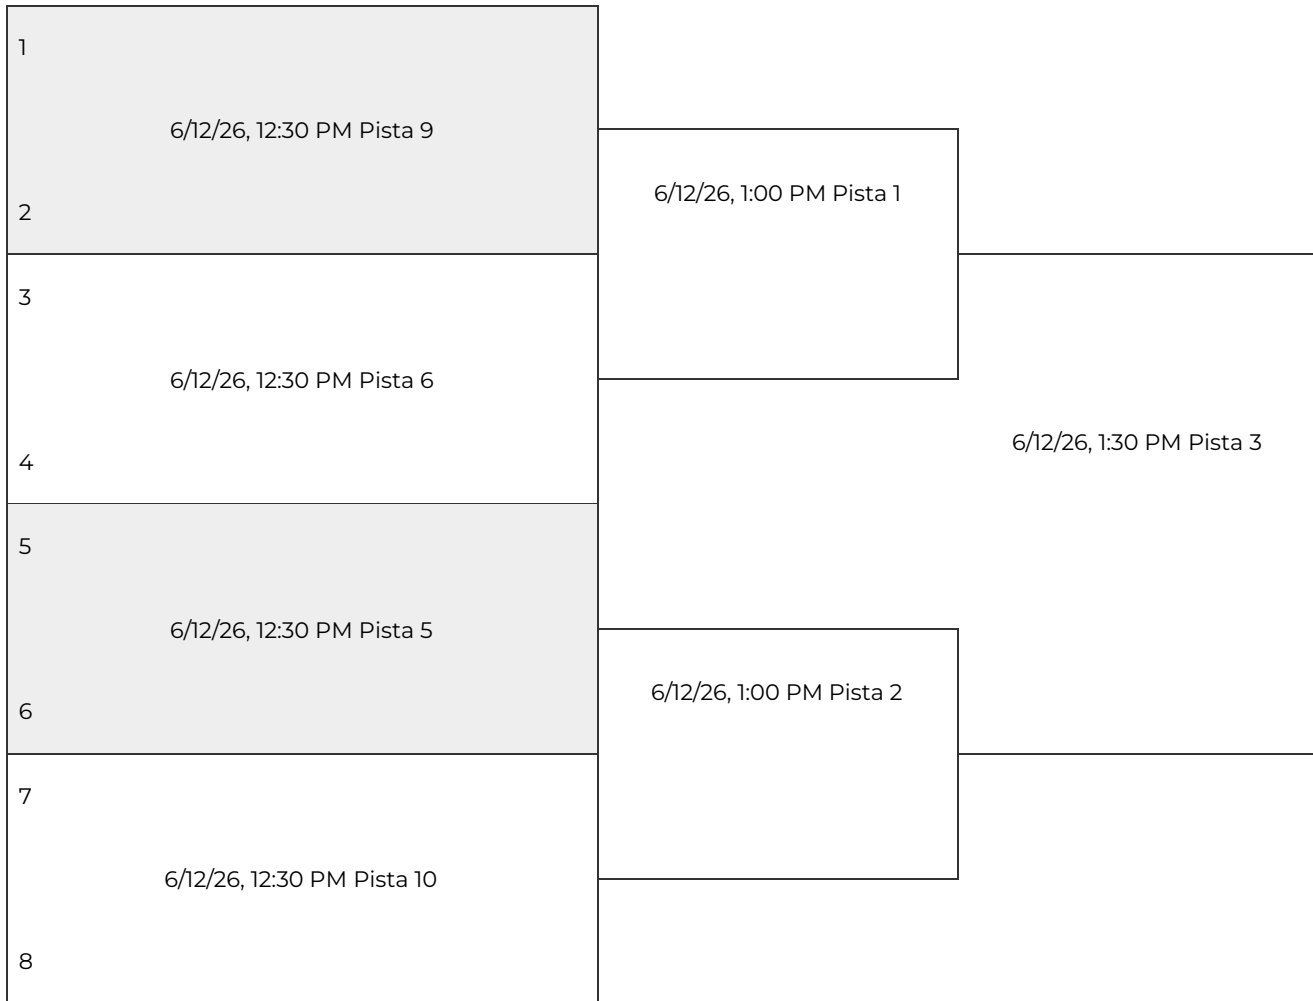 1
6/12/26, 12:30 PM Pista 9
2
3
6/12/26, 12:30 PM Pista 6
4
5
6/12/26, 12:30 PM Pista 5
6
7
6/12/26, 12:30 PM Pista 10
8
6/12/26, 1:00 PM Pista 1
6/12/26, 1:00 PM Pista 2
6/12/26, 1:30 PM Pista 3